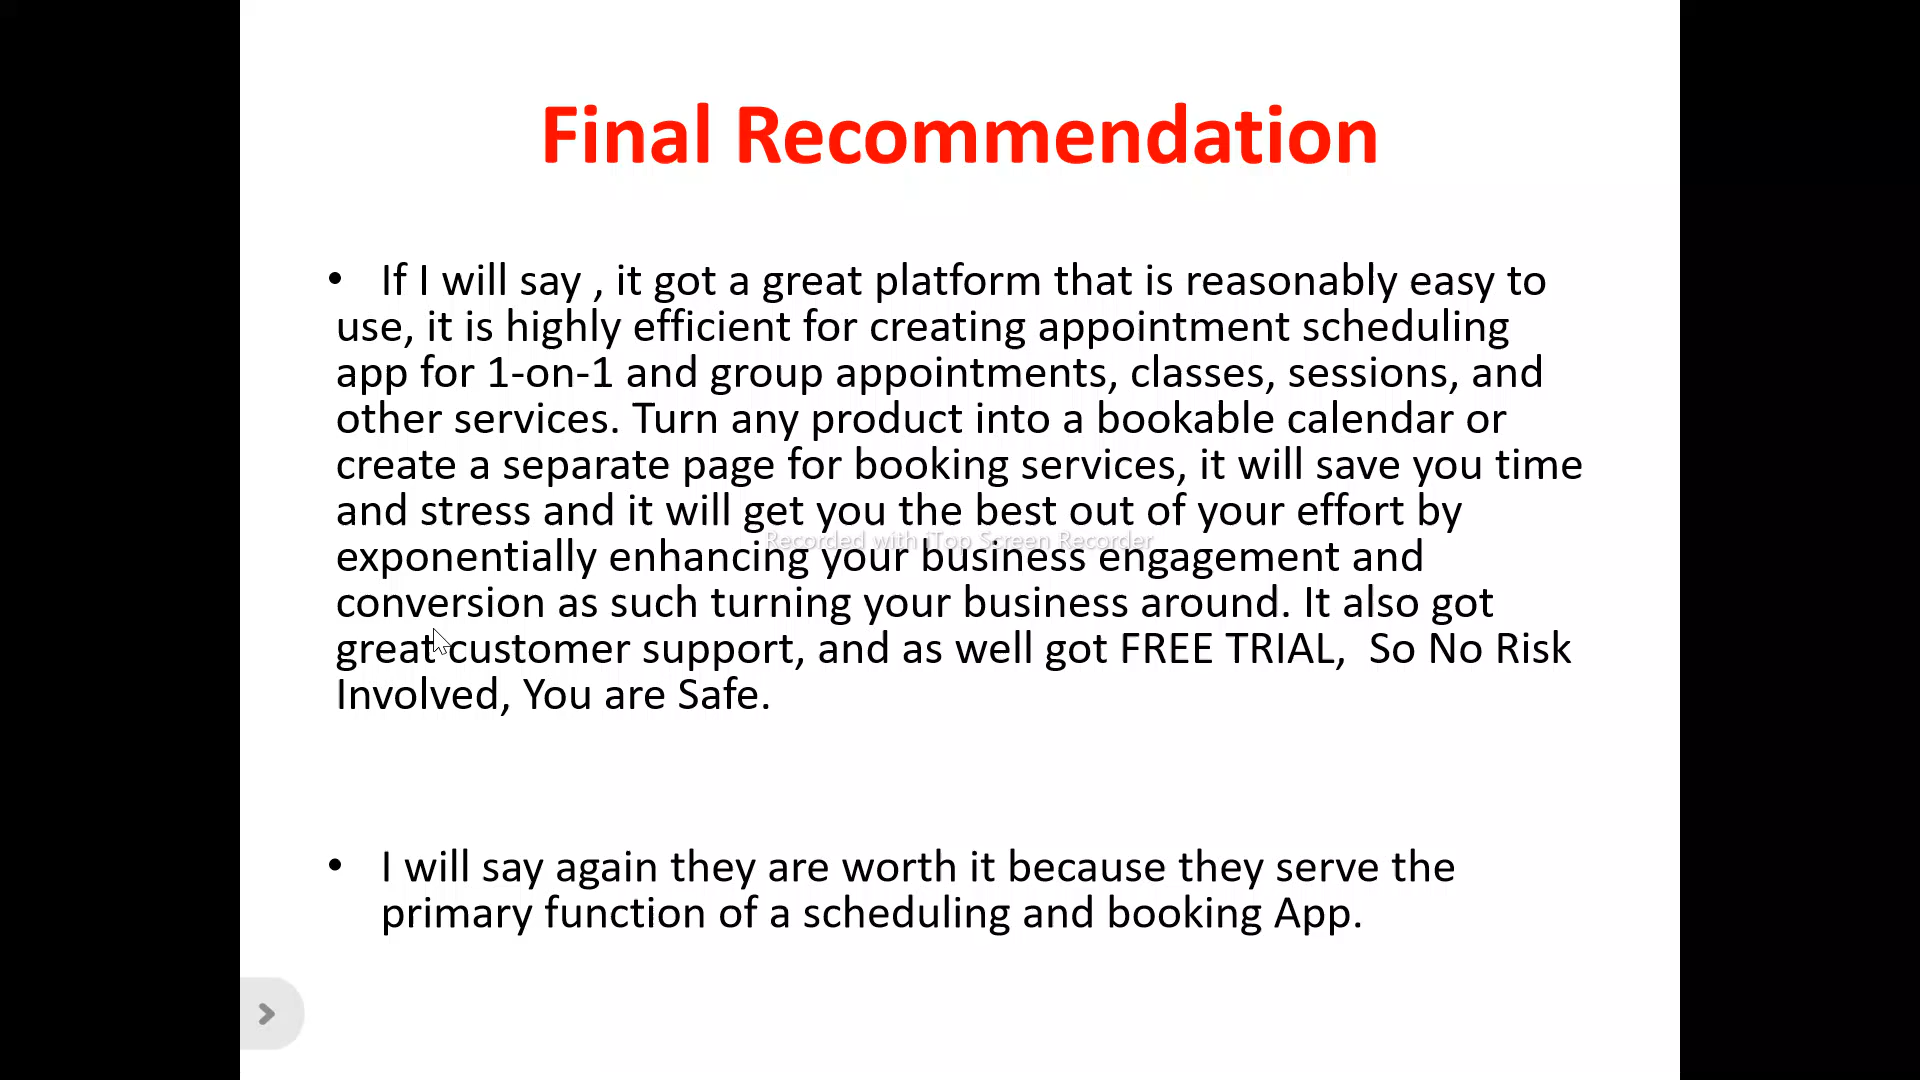 Final Recommendation
• If I will say , it got a great platform that is reasonably easy to
use, it is highly efficient for creating appointment scheduling
app for 1-on-1 and group appointments, classes, sessions, and
other services. Turn any product into a bookable calendar or
create a separate page for booking services, it will save you time
and stress and it will get you the best out of your effort by
Recorded with iTop Screen Recorder
exponentially enhancing your business engagement and
conversion as such turning your business around. It also got
great customer support, and as well got FREE TRIAL,  So No Risk
Involved, You are Safe.
• I will say again they are worth it because they serve the
primary function of a scheduling and booking App.